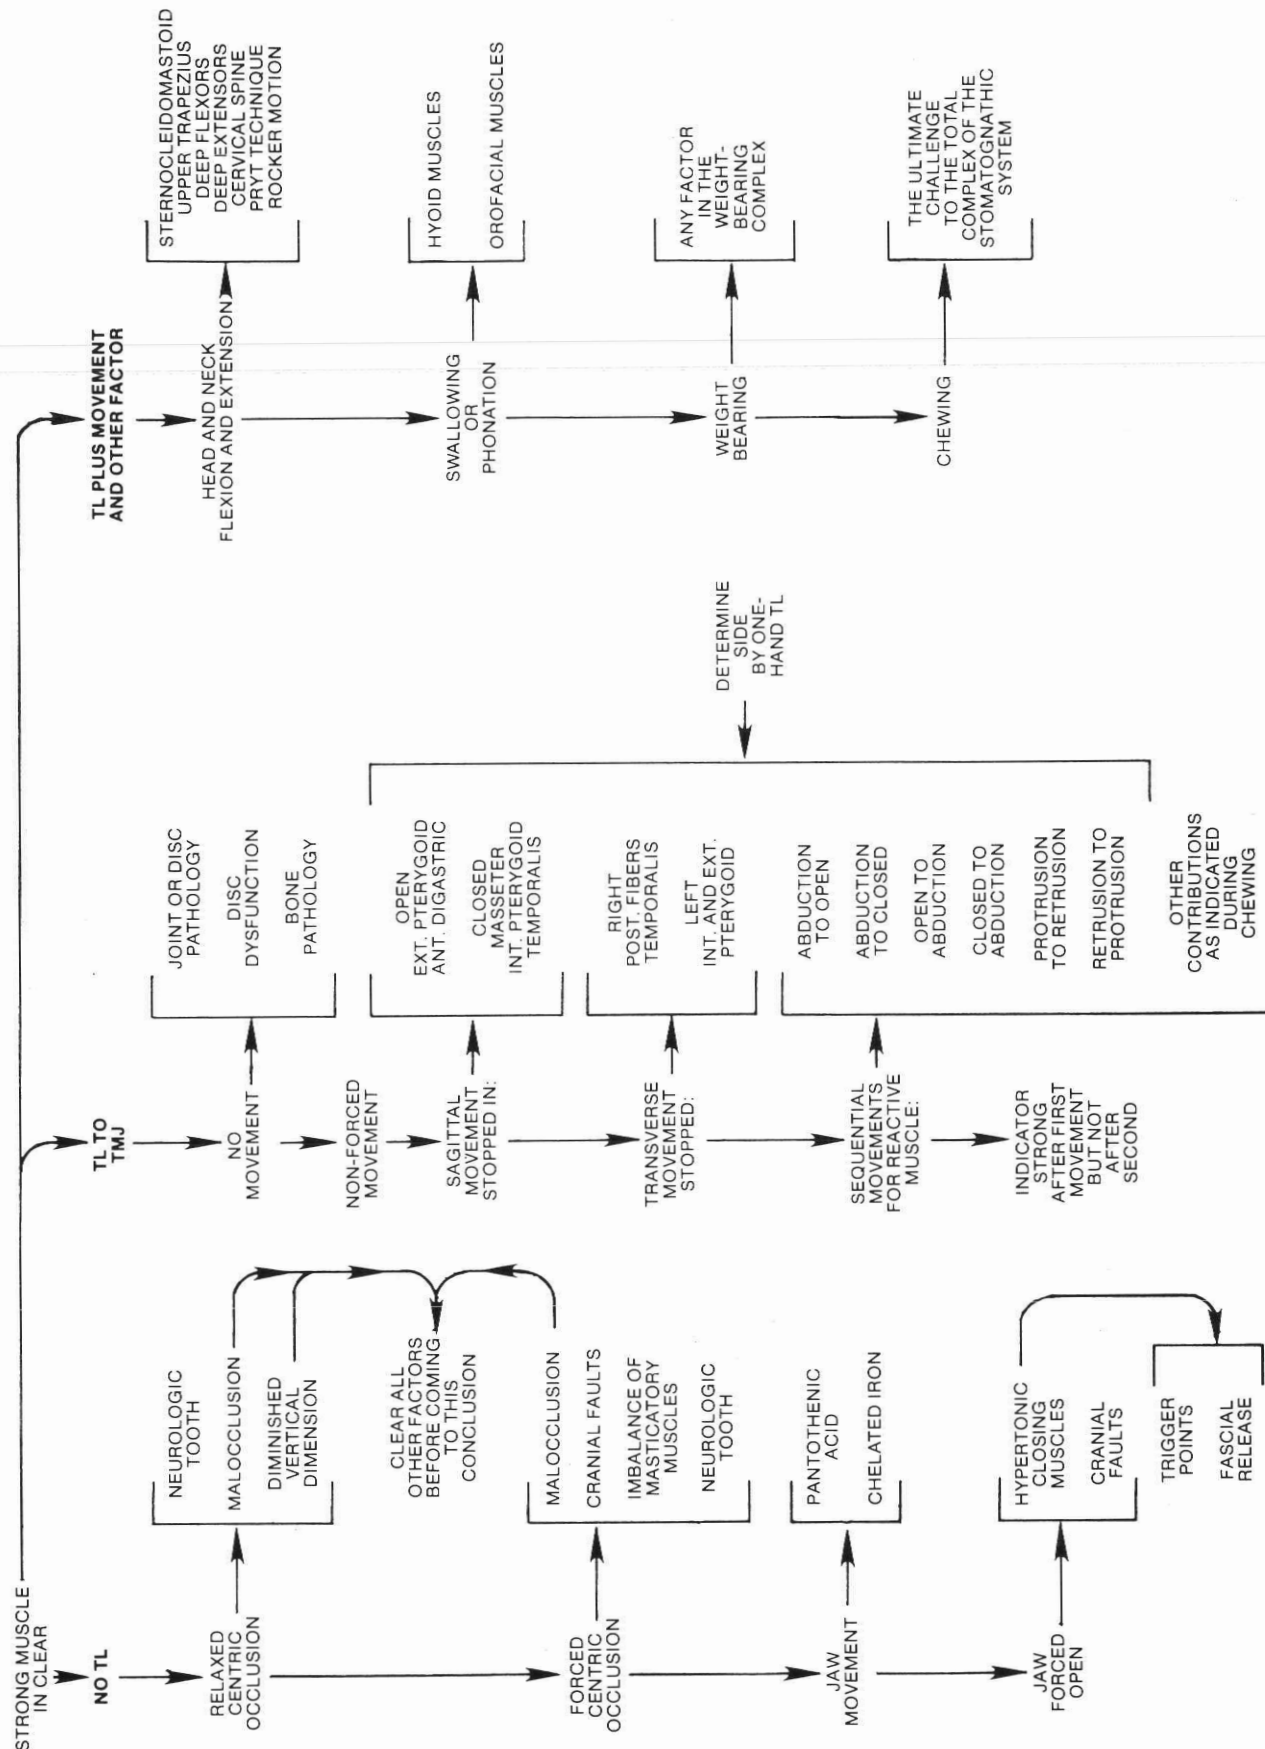 STRONG MUSCLE
IN CLEAR
NO TL
RELAXED
CENTRIC
OCCLUSION
NEUROLOGIC
TOOTH
MALOCCLUSION
DIMINISHED
VERTICAL
DIMENSION
CLEAR ALL
OTHER FACTORS
BEFORE COMING
TO THIS
CONCLUSION
FORCED
CENTRIC
OCCLUSION
MALOCCLUSION
CRANIAL FAULTS
IMBALANCE OF
MASTICATORY
MUSCLES
NEUROLOGIC
TOOTH
JAW
MOVEMENT
PANTOTHENIC
ACID
CHELATED IRON
JAW
FORCED
OPEN
HYPERTONIC
CLOSING
MUSCLES
CRANIAL
FAULTS
TRIGGER
POINTS
FASCIAL
RELEASE
TL TO
TMJ
NO
MOVEMENT
JOINT OR DISC
PATHOLOGY
DISC
DYSFUNCTION
BONE
PATHOLOGY
NON-FORCED
MOVEMENT
SAGITTAL
MOVEMENT
STOPPED IN:
OPEN
EXT. PTERYGOID
ANT. DIGASTRIC
CLOSED
MASSETER
INT. PTERYGOID
TEMPORALIS
TRANSVERSE
MOVEMENT
STOPPED:
RIGHT
POST. FIBERS
TEMPORALIS
LEFT
INT. AND EXT.
PTERYGOID
SEQUENTIAL
MOVEMENTS
FOR REACTIVE
MUSCLE:
ABDUCTION
TO OPEN
ABDUCTION
TO CLOSED
OPEN TO
ABDUCTION
CLOSED TO
ABDUCTION
PROTRUSION
TO RETRUSION
RETRUSION TO
PROTRUSION
OTHER
CONTRIBUTIONS
AS INDICATED
DURING
CHEWING
INDICATOR
STRONG
AFTER FIRST
MOVEMENT
BUT NOT
AFTER
SECOND
DETERMINE
SIDE
BY ONE-
HAND TL
TL PLUS MOVEMENT
AND OTHER FACTOR
HEAD AND NECK
FLEXION AND EXTENSION
STERNOCLEIDOMASTOID
UPPER TRAPEZIUS
DEEP FLEXORS
DEEP EXTENSORS
CERVICAL SPINE
PRYT TECHNIQUE
ROCKER MOTION
SWALLOWING
OR
PHONATION
HYOID MUSCLES
OROFACIAL MUSCLES
WEIGHT
BEARING
ANY FACTOR
IN THE
WEIGHT-
BEARING
COMPLEX
CHEWING
THE ULTIMATE
CHALLENGE
TO THE TOTAL
COMPLEX OF THE
STOMATOGNATHIC
SYSTEM